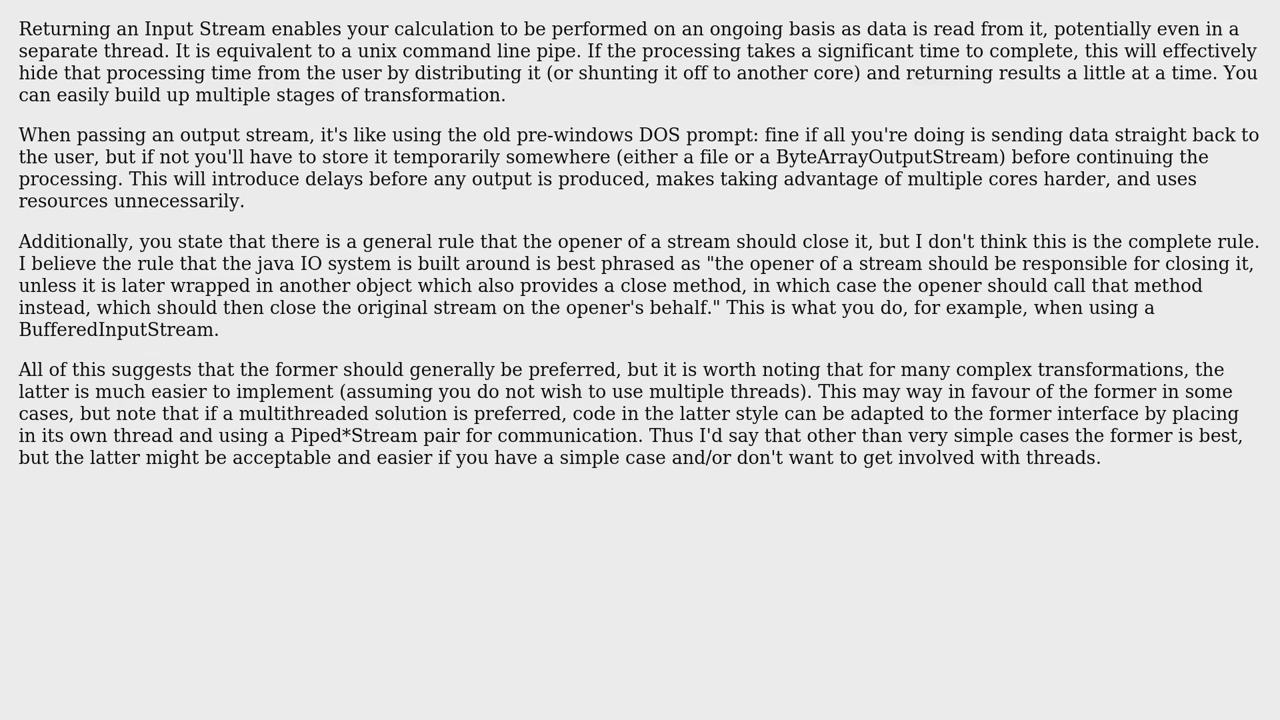 Returning an Input Stream enables your calculation to be performed on an ongoing basis as data is read from it, potentially even in a
separate thread. It is equivalent to a unix command line pipe. If the processing takes a significant time to complete, this will effectively
hide that processing time from the user by distributing it (or shunting it off to another core) and returning results a little at a time. You
can easily build up multiple stages of transformation.
When passing an output stream, it's like using the old pre-windows DOS prompt: fine if all you're doing is sending data straight back to
the user, but if not you'll have to store it temporarily somewhere (either a file or a ByteArrayOutputStream) before continuing the
processing. This will introduce delays before any output is produced, makes taking advantage of multiple cores harder, and uses
resources unnecessarily.
Additionally, you state that there is a general rule that the opener of a stream should close it, but I don't think this is the complete rule.
I believe the rule that the java IO system is built around is best phrased as "the opener of a stream should be responsible for closing it,
unless it is later wrapped in another object which also provides a close method, in which case the opener should call that method
instead, which should then close the original stream on the opener's behalf." This is what you do, for example, when using a
BufferedInputStream.
All of this suggests that the former should generally be preferred, but it is worth noting that for many complex transformations, the
latter is much easier to implement (assuming you do not wish to use multiple threads). This may way in favour of the former in some
cases, but note that if a multithreaded solution is preferred, code in the latter style can be adapted to the former interface by placing
in its own thread and using a Piped*Stream pair for communication. Thus I'd say that other than very simple cases the former is best,
but the latter might be acceptable and easier if you have a simple case and/or don't want to get involved with threads.